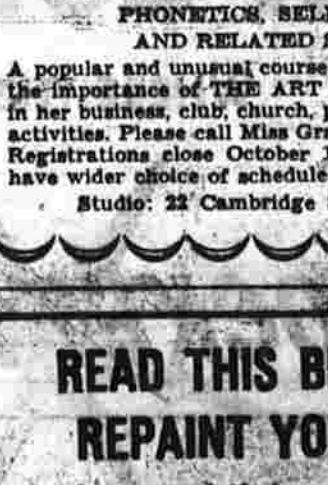 PHONETICS, SEL
AND RELATED
A popular and unusual course
the importance of THE ART
in her business, club, church,
activities. Please call Miss Gr
Registrations close October 1
have wider choice of schedule
Studio: 22 Cambridge
READ THIS B
REPAINT YO